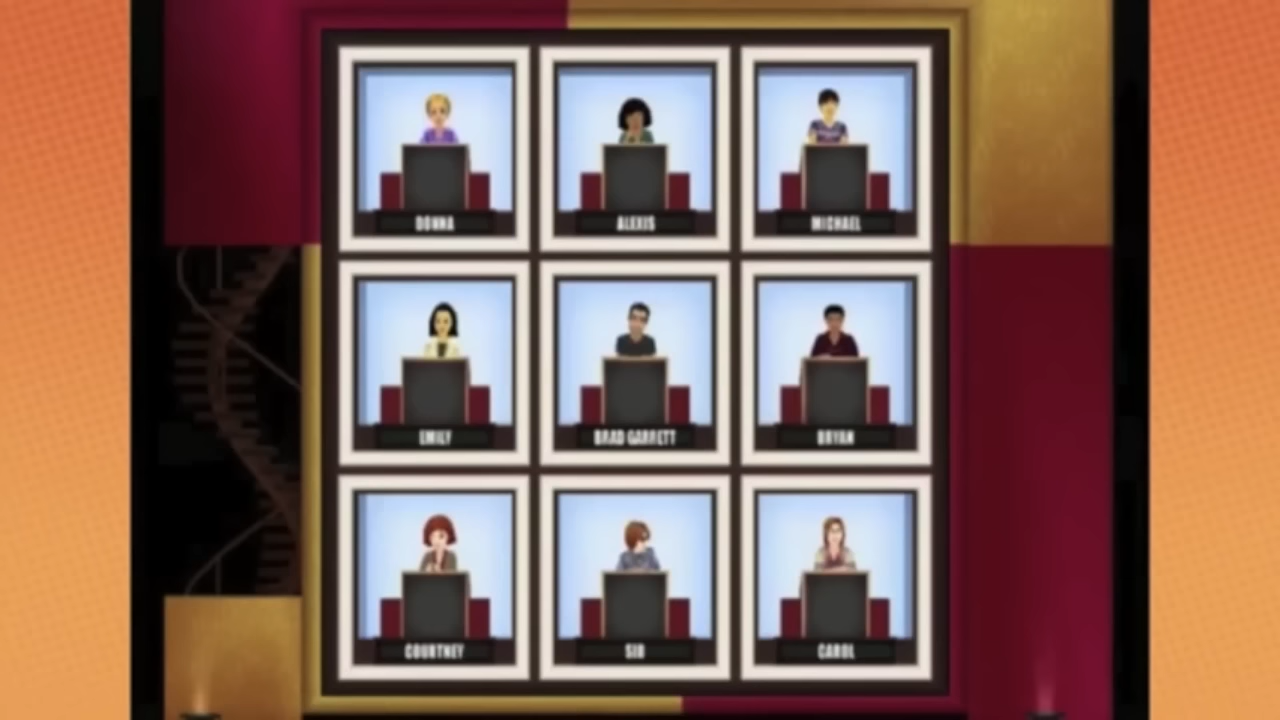 DONNA
ALEXIS
MICHAEL
EMILY
BRAD GARRETT
BRYAN
COURTNEY
SID
CAROL